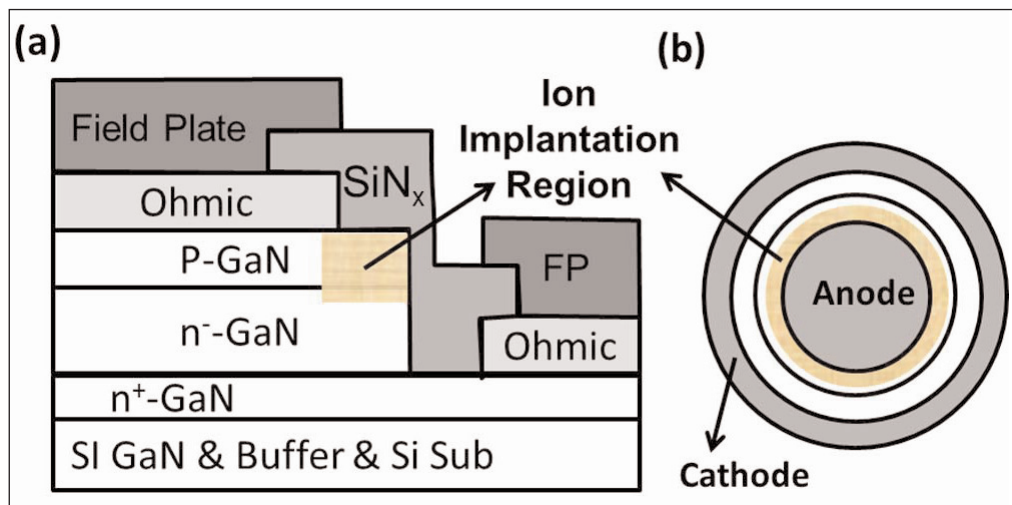 (a)
Field Plate
Ohmic
SiNₓ
P-GaN
n⁻-GaN
n⁺-GaN
SI GaN & Buffer & Si Sub
FP
Ohmic
Ion
Implantation
Region
(b)
Anode
Cathode